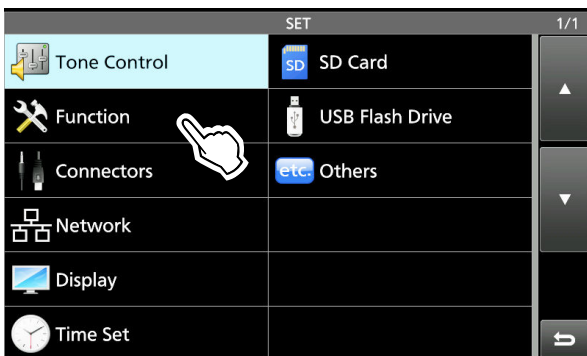 SET 1/1
Tone Control
SD SD Card
Function
USB Flash Drive
Connectors
etc. Others
Network
Display
Time Set